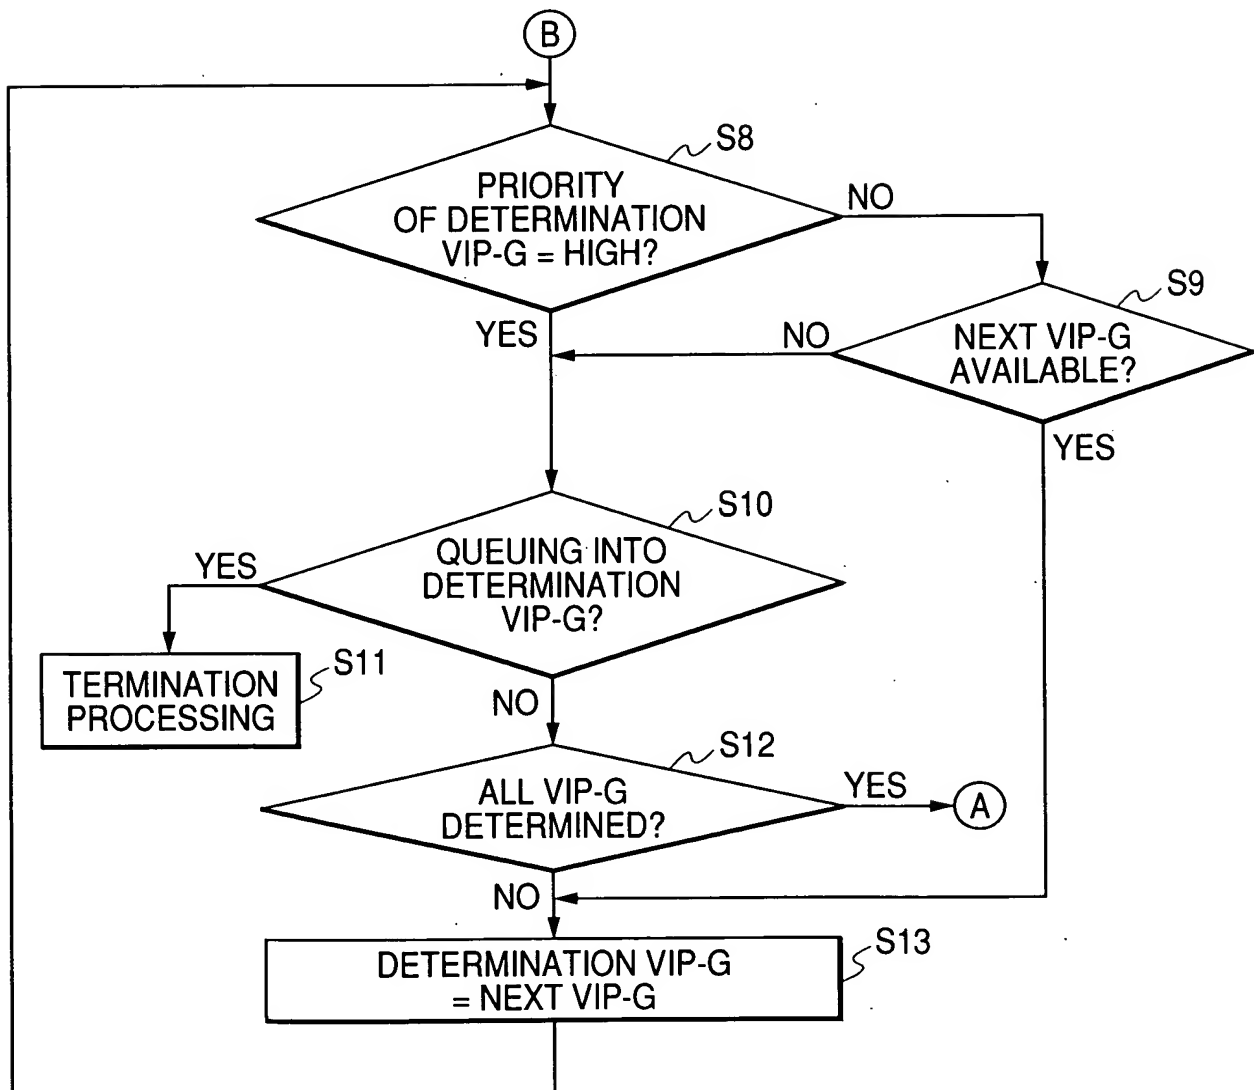 B
S8
PRIORITY
OF DETERMINATION
VIP-G = HIGH?
NO
S9
YES
NO
NEXT VIP-G
AVAILABLE?
YES
S10
YES
QUEUING INTO
DETERMINATION
VIP-G?
S11
TERMINATION
PROCESSING
NO
S12
YES
ALL VIP-G
DETERMINED?
A
NO
S13
DETERMINATION VIP-G
= NEXT VIP-G